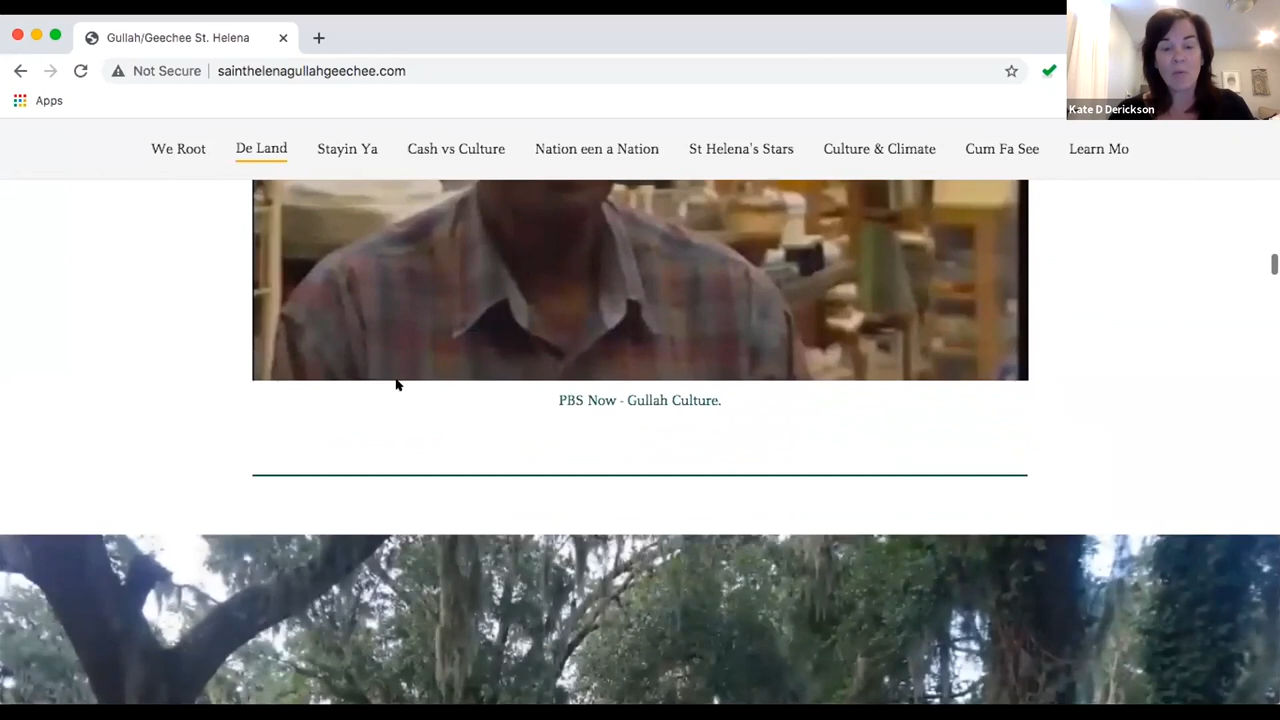 Gullah/Geechee St. Helena
Not Secure
sainthelenagullahgeechee.com
Apps
Kate D Derickson
We Root
De Land
Stayin Ya
Cash vs Culture
Nation een a Nation
St Helena's Stars
Culture & Climate
Cum Fa See
Learn Mo
PBS Now - Gullah Culture.